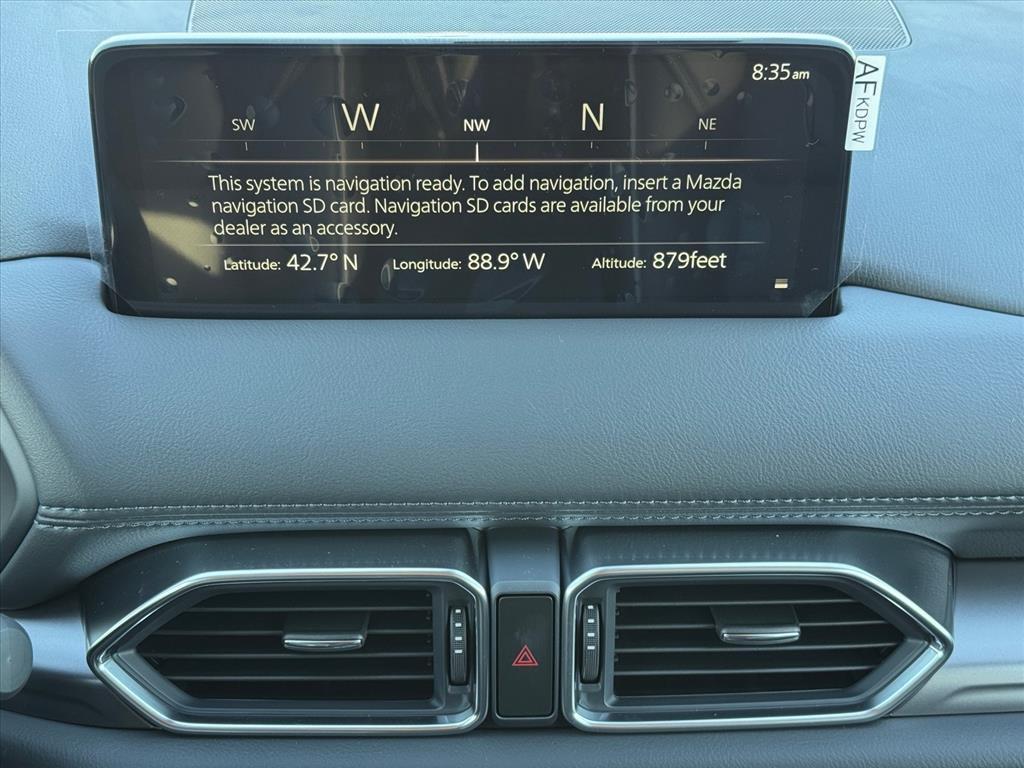 8:35am
SW W NW N NE
This system is navigation ready. To add navigation, insert a Mazda
navigation SD card. Navigation SD cards are available from your
dealer as an accessory.
Latitude: 42.7° N Longitude: 88.9° W Altitude: 879feet
AF KDPW